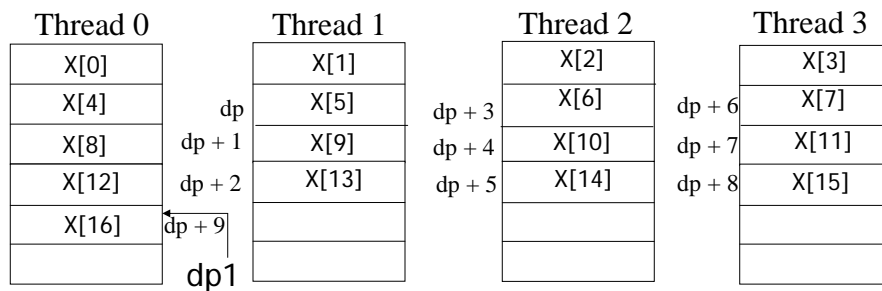 Thread 0 Thread 1 Thread 2 Thread 3
X[0] X[1] X[2] X[3]
X[4] dp X[5] dp + 3 X[6] dp + 6 X[7]
X[8] dp + 1 X[9] dp + 4 X[10] dp + 7 X[11]
X[12] dp + 2 X[13] dp + 5 X[14] dp + 8 X[15]
X[16] dp + 9
dp1